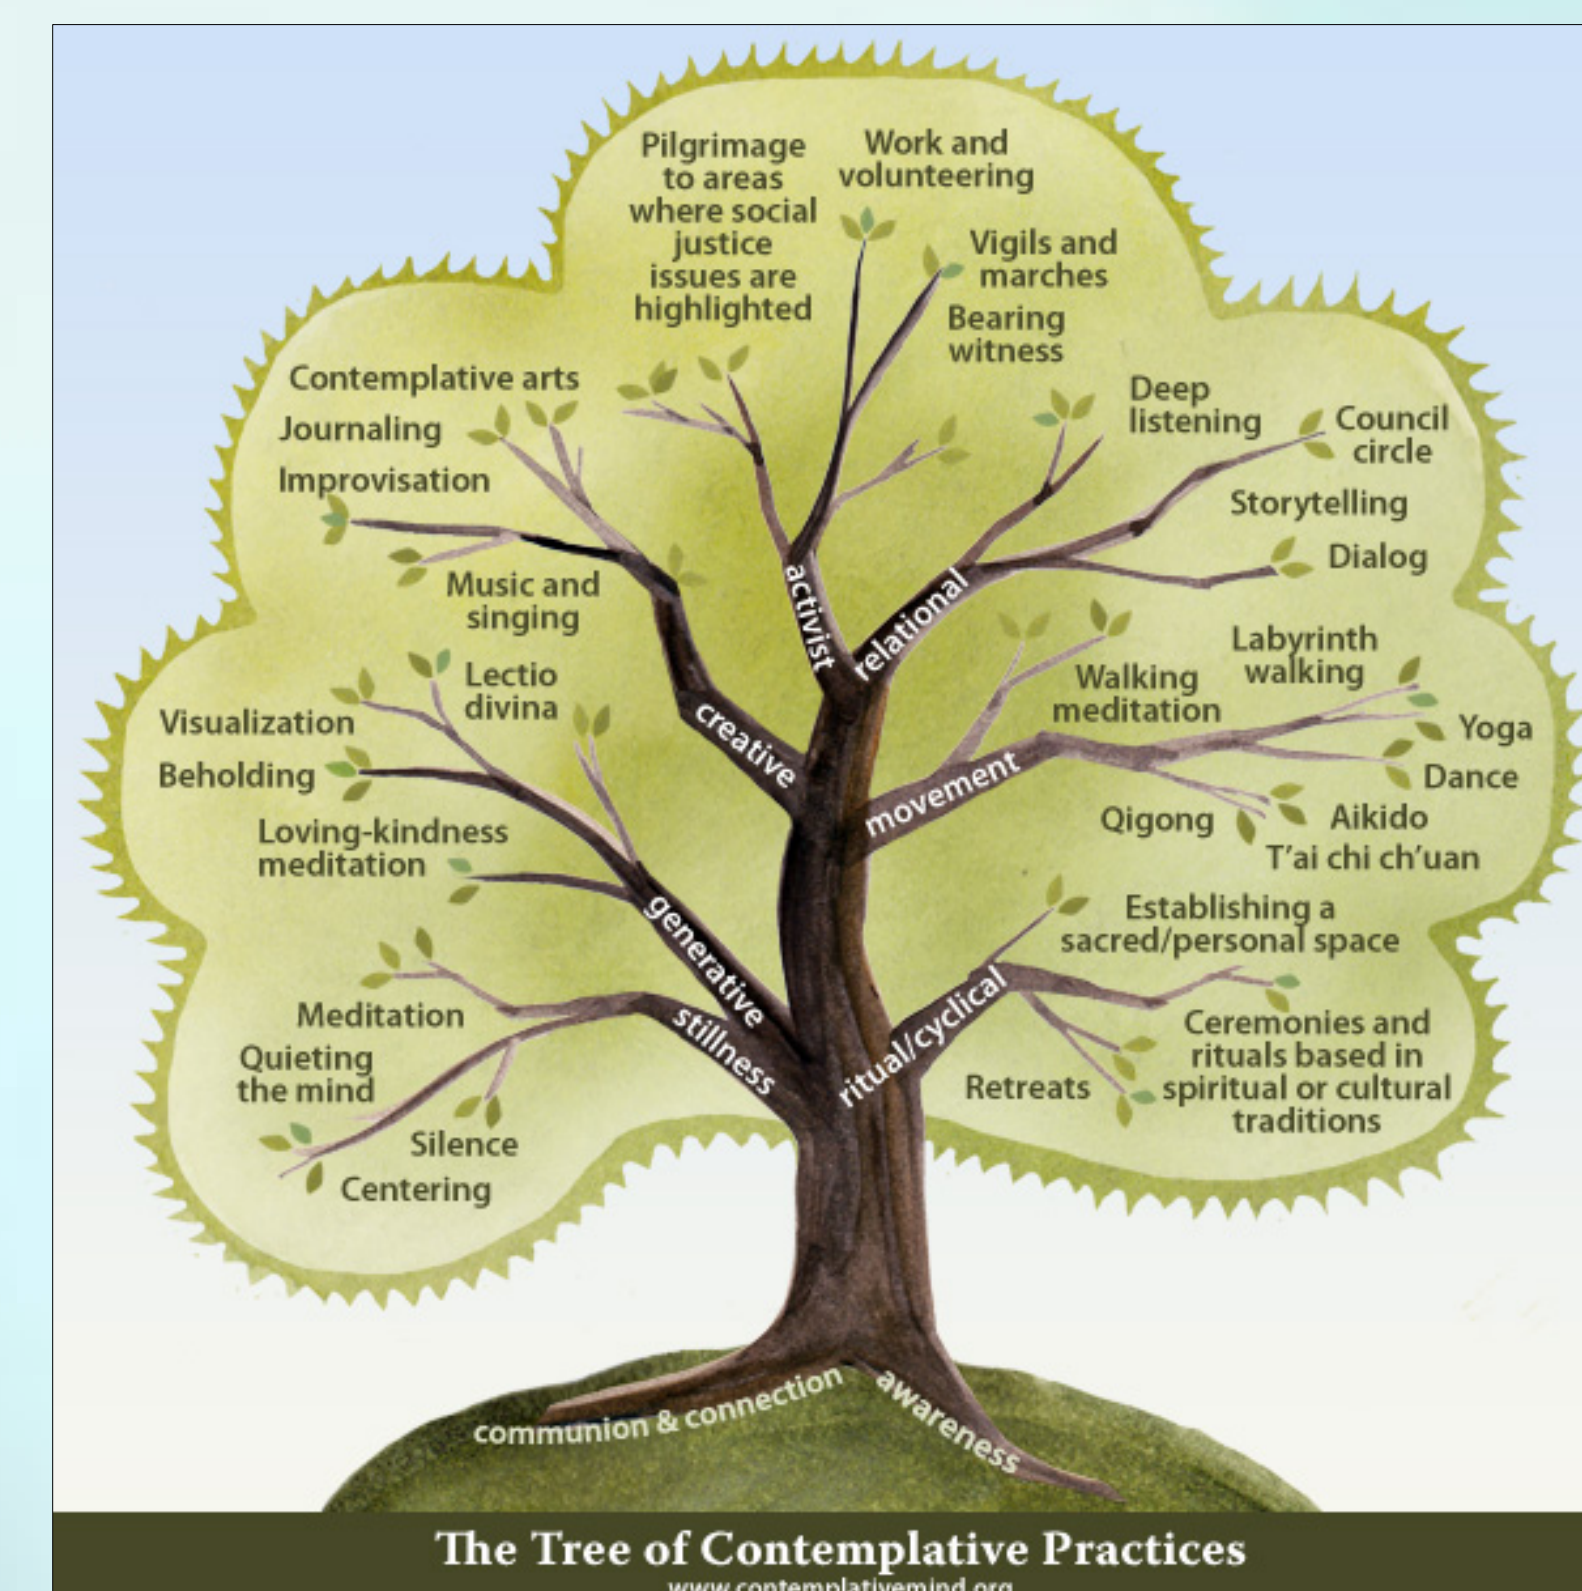 Pilgrimage
to areas
where social
justice
issues are
highlighted
Work and
volunteering
Vigils and
marches
Bearing
witness
activist
Deep
listening
Council
circle
Storytelling
Dialog
relational
Contemplative arts
Journaling
Improvisation
Music and
singing
creative
Labyrinth
walking
Walking
meditation
Yoga
Dance
Qigong
Aikido
T'ai chi ch'uan
movement
Lectio
divina
Visualization
Beholding
Loving-kindness
meditation
generative
Establishing a
sacred/personal space
Ceremonies and
rituals based in
spiritual or cultural
traditions
Retreats
ritual/cyclical
Meditation
Quieting
the mind
Silence
Centering
stillness
communion & connection
awareness
The Tree of Contemplative Practices
www.contemplativemind.org